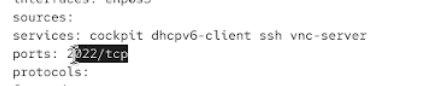 sources:
services: cockpit dhcpv6-client ssh vnc-server
ports: 2022/tcp
protocols: